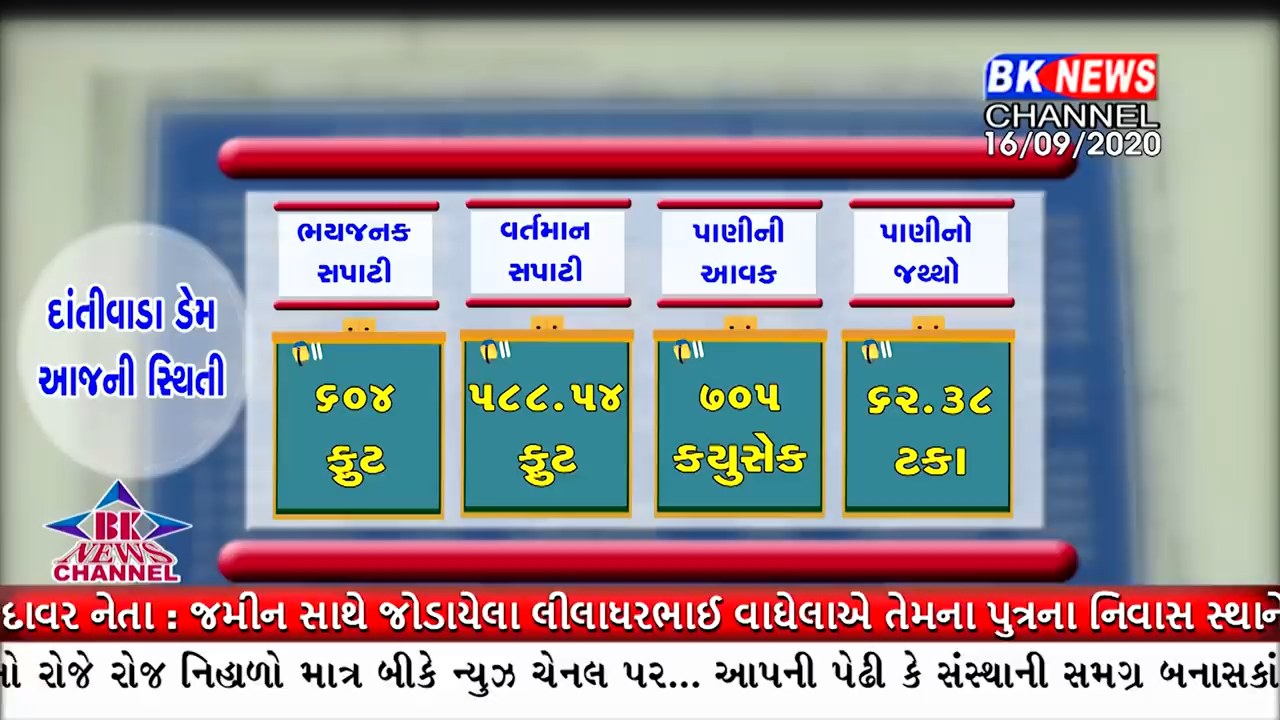 BK NEWS
CHANNEL
16/09/2020
દાંતીવાડા ડેમ
આજની સ્થિતી
ભયજનક
સપાટી
૬૦૪
ફુટ
વર્તમાન
સપાટી
૫૮૮.૫૪
ફુટ
પાણીની
આવક
૭૦૫
કયુસેક
પાણીનો
જથ્થો
૬૨.૩૮
ટકા
BK
NEWS
CHANNEL
દાવર નેતા : જમીન સાથે જોડાયેલા લીલાધરભાઈ વાઘેલાએ તેમના પુત્રના નિવાસ સ્થાને
રોજે રોજ નિહાળો માત્ર બીકે ન્યુઝ ચેનલ પર... આપની પેઢી કે સંસ્થાની સમગ્ર બનાસકાં